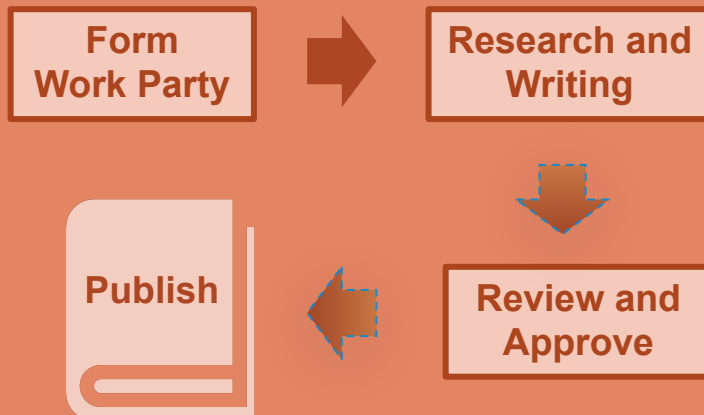 Form
Work Party
Research and
Writing
Review and
Approve
Publish